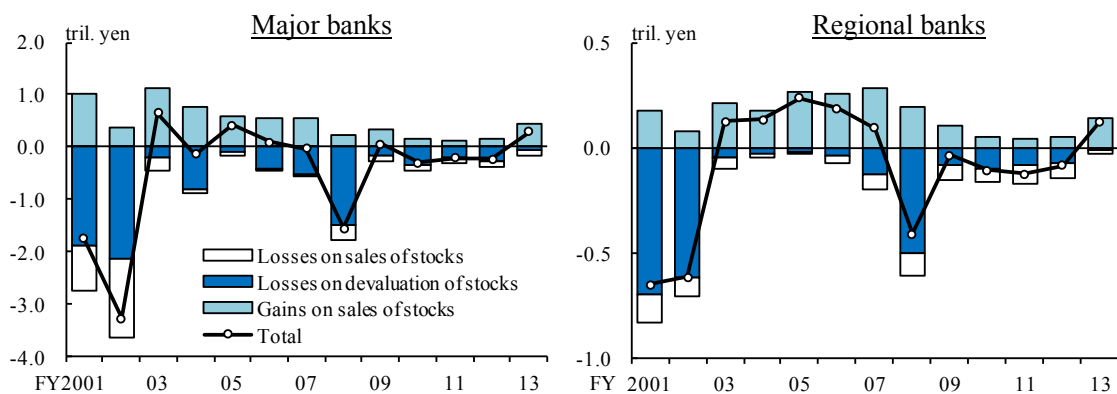 Major banks
tril. yen
2.0
1.0
0.0
-1.0
-2.0
-3.0
-4.0
Losses on sales of stocks
Losses on devaluation of stocks
Gains on sales of stocks
Total
FY2001 03 05 07 09 11 13
Regional banks
tril. yen
0.5
0.0
-0.5
-1.0
FY 2001 03 05 07 09 11 13